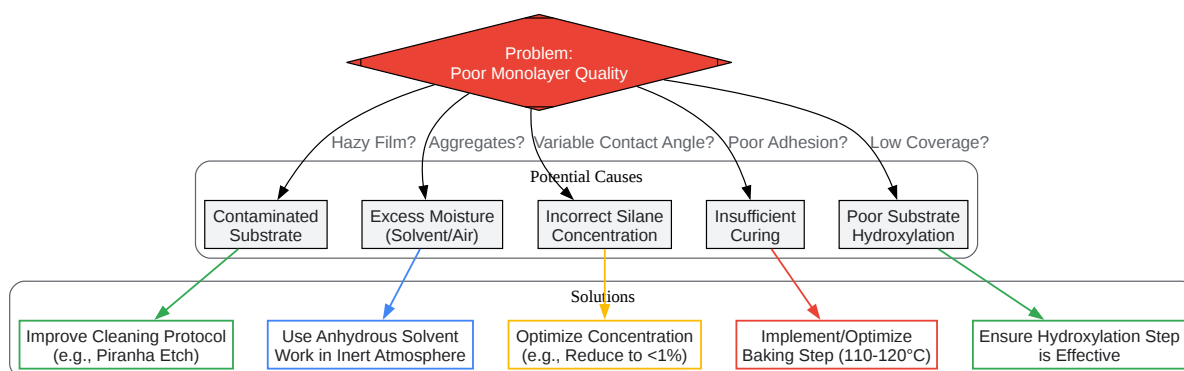 Problem:
Poor Monolayer Quality
Hazy Film?
Aggregates?
Variable Contact Angle?
Poor Adhesion?
Low Coverage?
Potential Causes
Contaminated
Substrate
Excess Moisture
(Solvent/Air)
Incorrect Silane
Concentration
Insufficient
Curing
Poor Substrate
Hydroxylation
Solutions
Improve Cleaning Protocol
(e.g., Piranha Etch)
Use Anhydrous Solvent
Work in Inert Atmosphere
Optimize Concentration
(e.g., Reduce to <1%)
Implement/Optimize
Baking Step (110-120°C)
Ensure Hydroxylation Step
is Effective